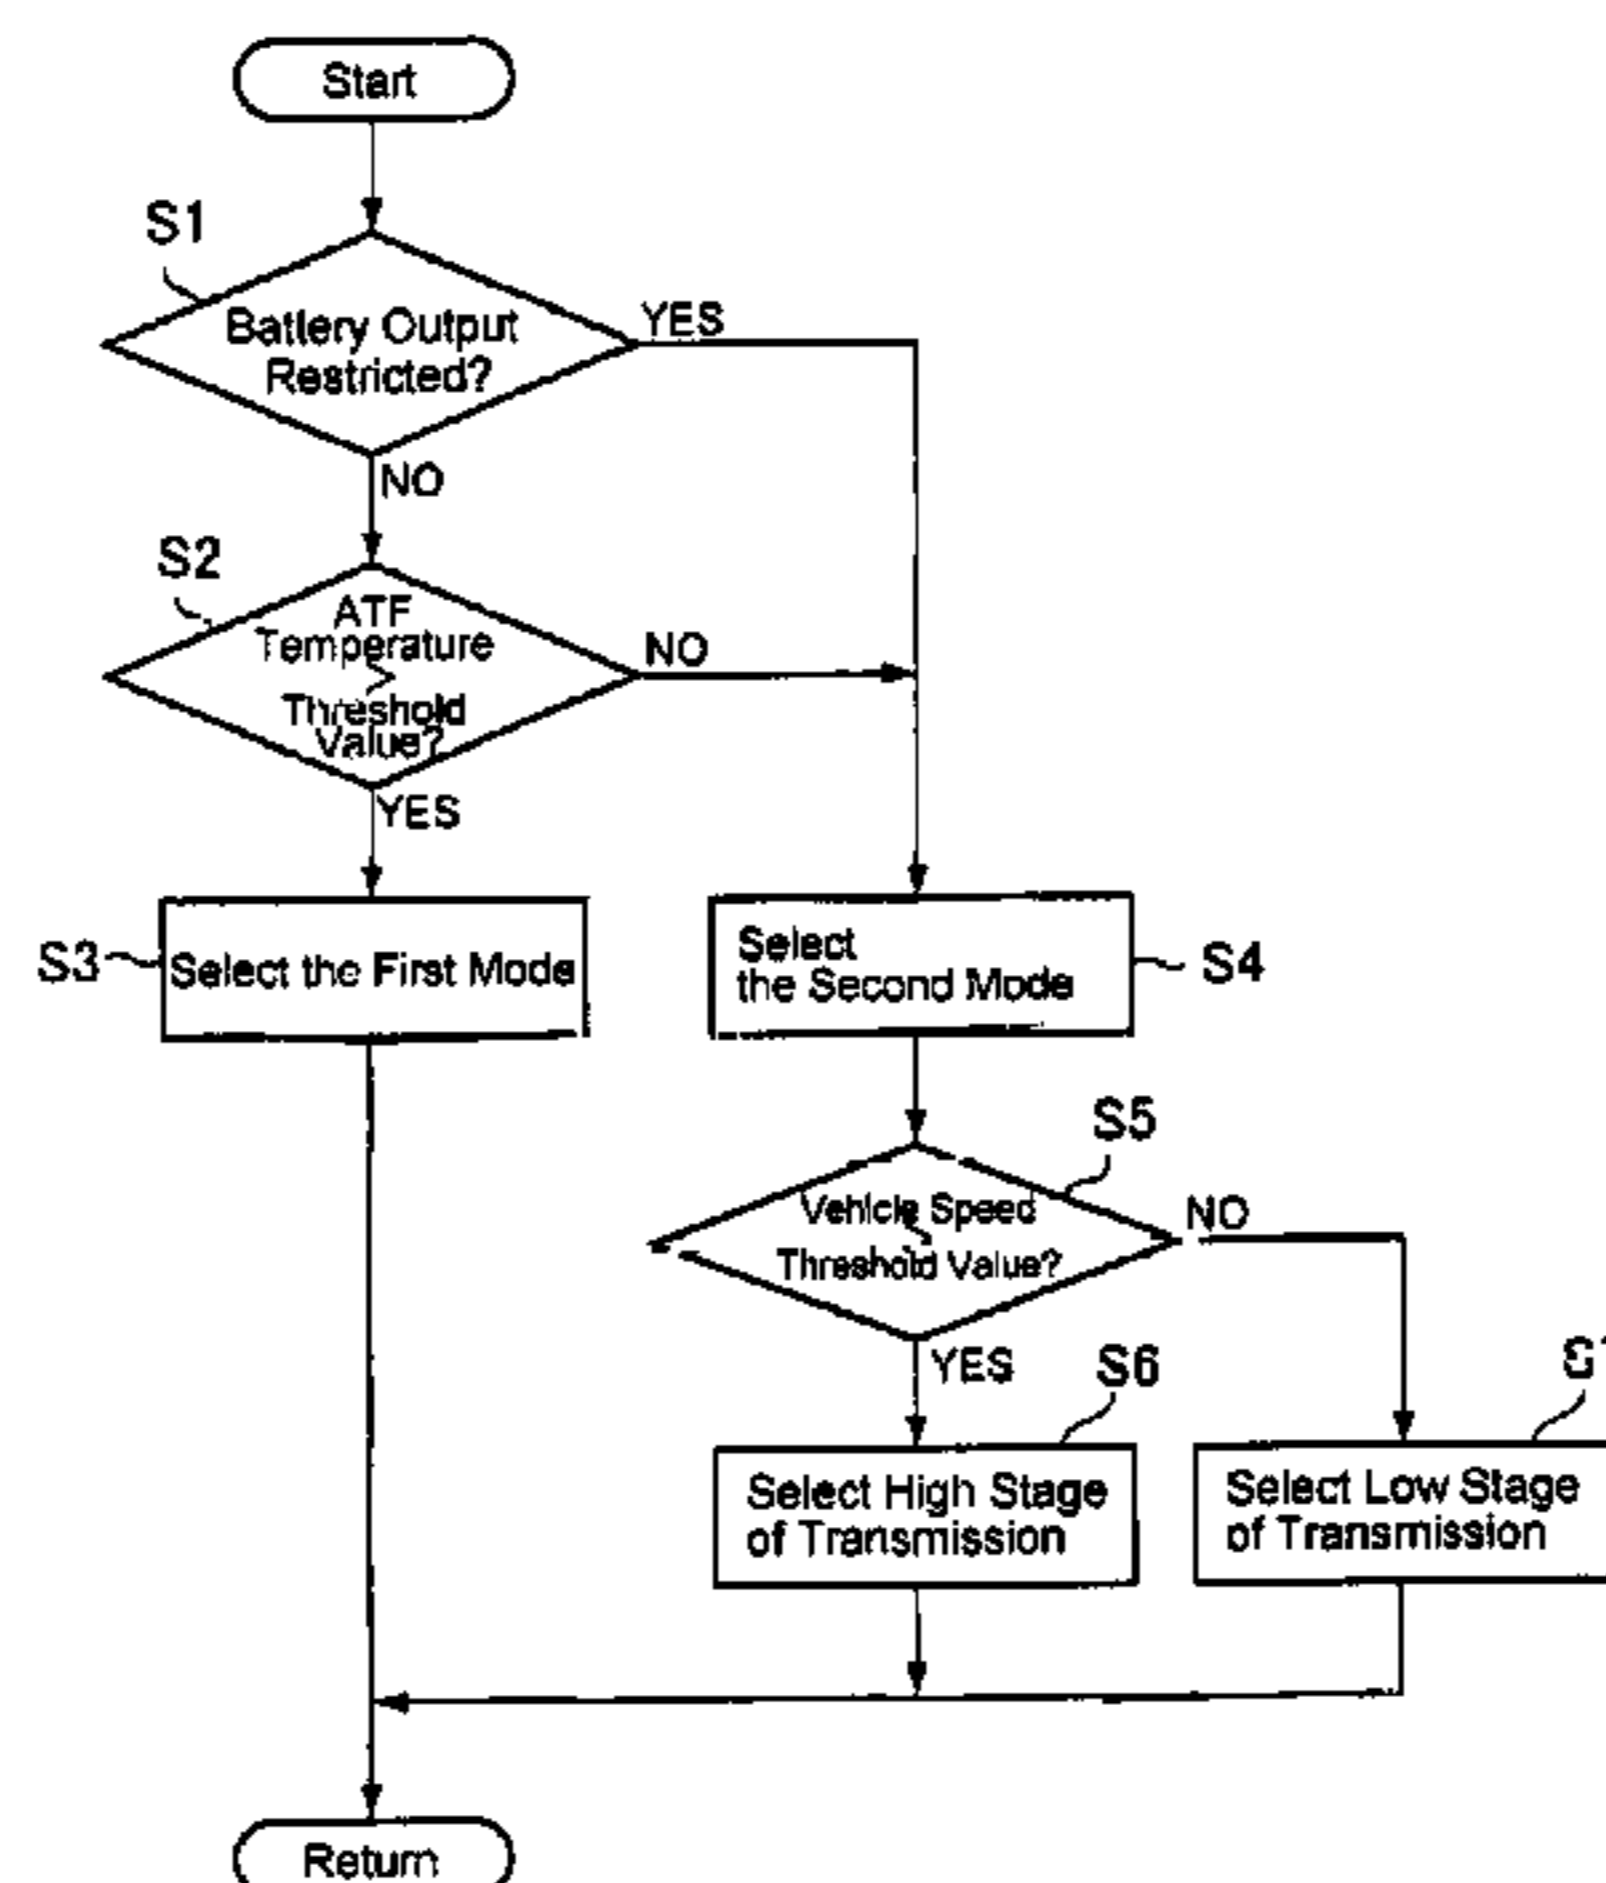 Start
S1
Battery Output
Restricted?
YES
NO
S2
ATF
Temperature
>
Threshold
Value?
NO
YES
S3
Select the First Mode
Select
the Second Mode
S4
S5
Vehicle Speed
>
Threshold Value?
NO
YES
S6
Select High Stage
of Transmission
Select Low Stage
of Transmission
Return